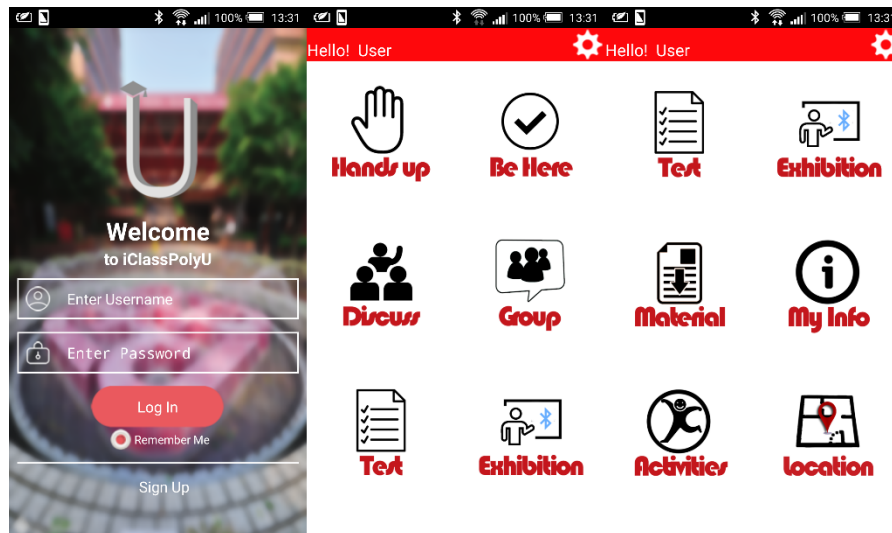 100% 13:31
U
Welcome
to iClassPolyU
Enter Username
Enter Password
Log In
Remember Me
Sign Up
100% 13:31
Hello! User
Hands up
Be Here
Discuss
Group
Test
Exhibition
100% 13:31
Hello! User
Test
Exhibition
Material
My Info
Activities
Location